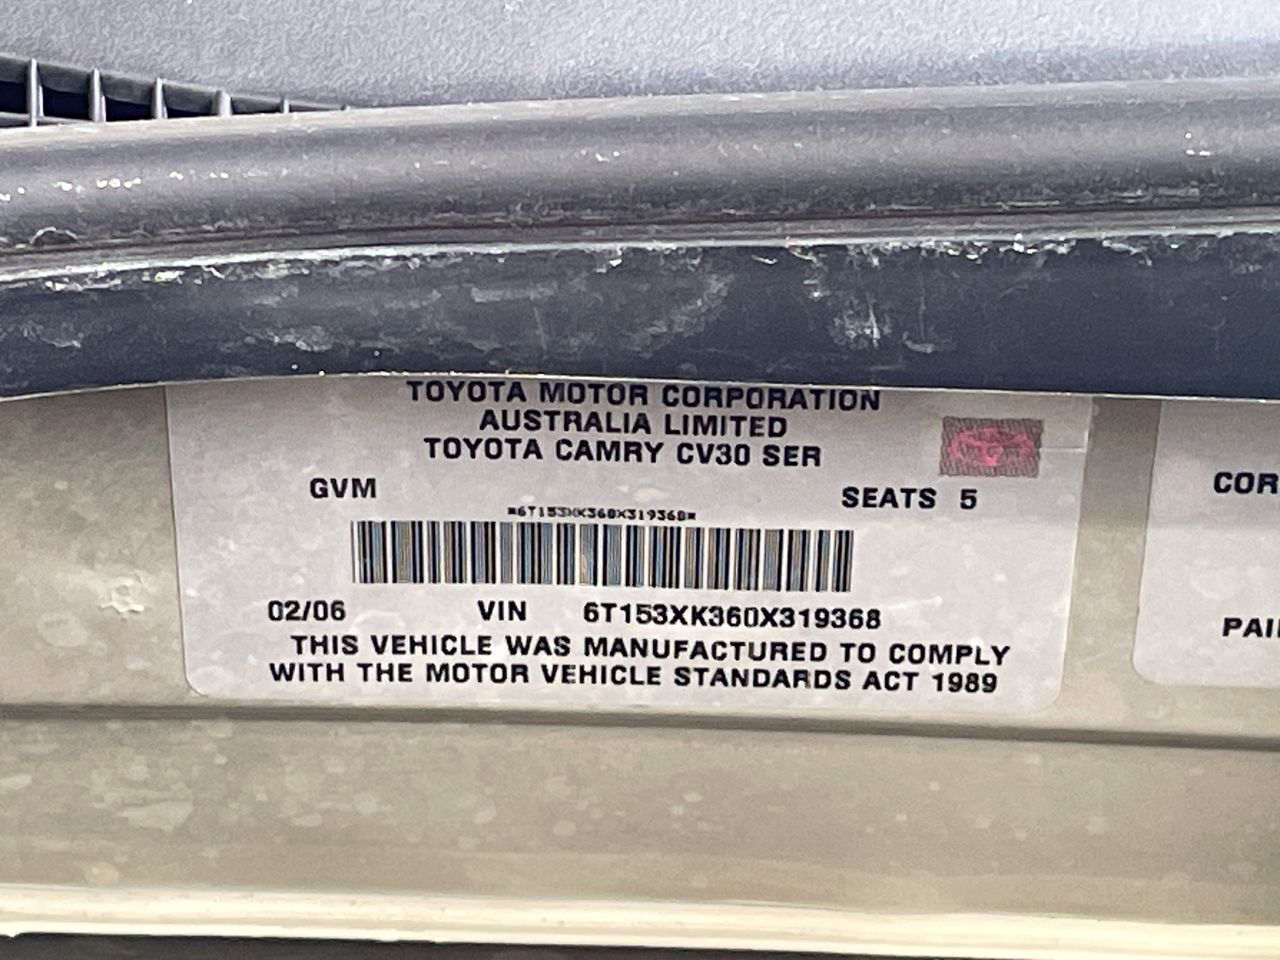 TOYOTA MOTOR CORPORATION
AUSTRALIA LIMITED
TOYOTA CAMRY CV30 SER
GVM SEATS 5
*6T153XK360X319368*
02/06 VIN 6T153XK360X319368
THIS VEHICLE WAS MANUFACTURED TO COMPLY
WITH THE MOTOR VEHICLE STANDARDS ACT 1989
COR
PAI